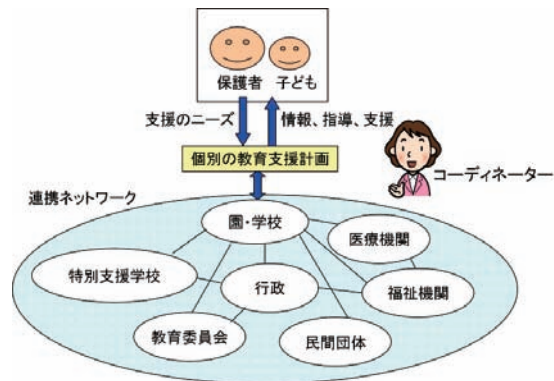 保護者 子ども
支援のニーズ 情報、指導、支援
個別の教育支援計画
コーディネーター
連携ネットワーク
園・学校
医療機関
特別支援学校
行政
福祉機関
教育委員会
民間団体